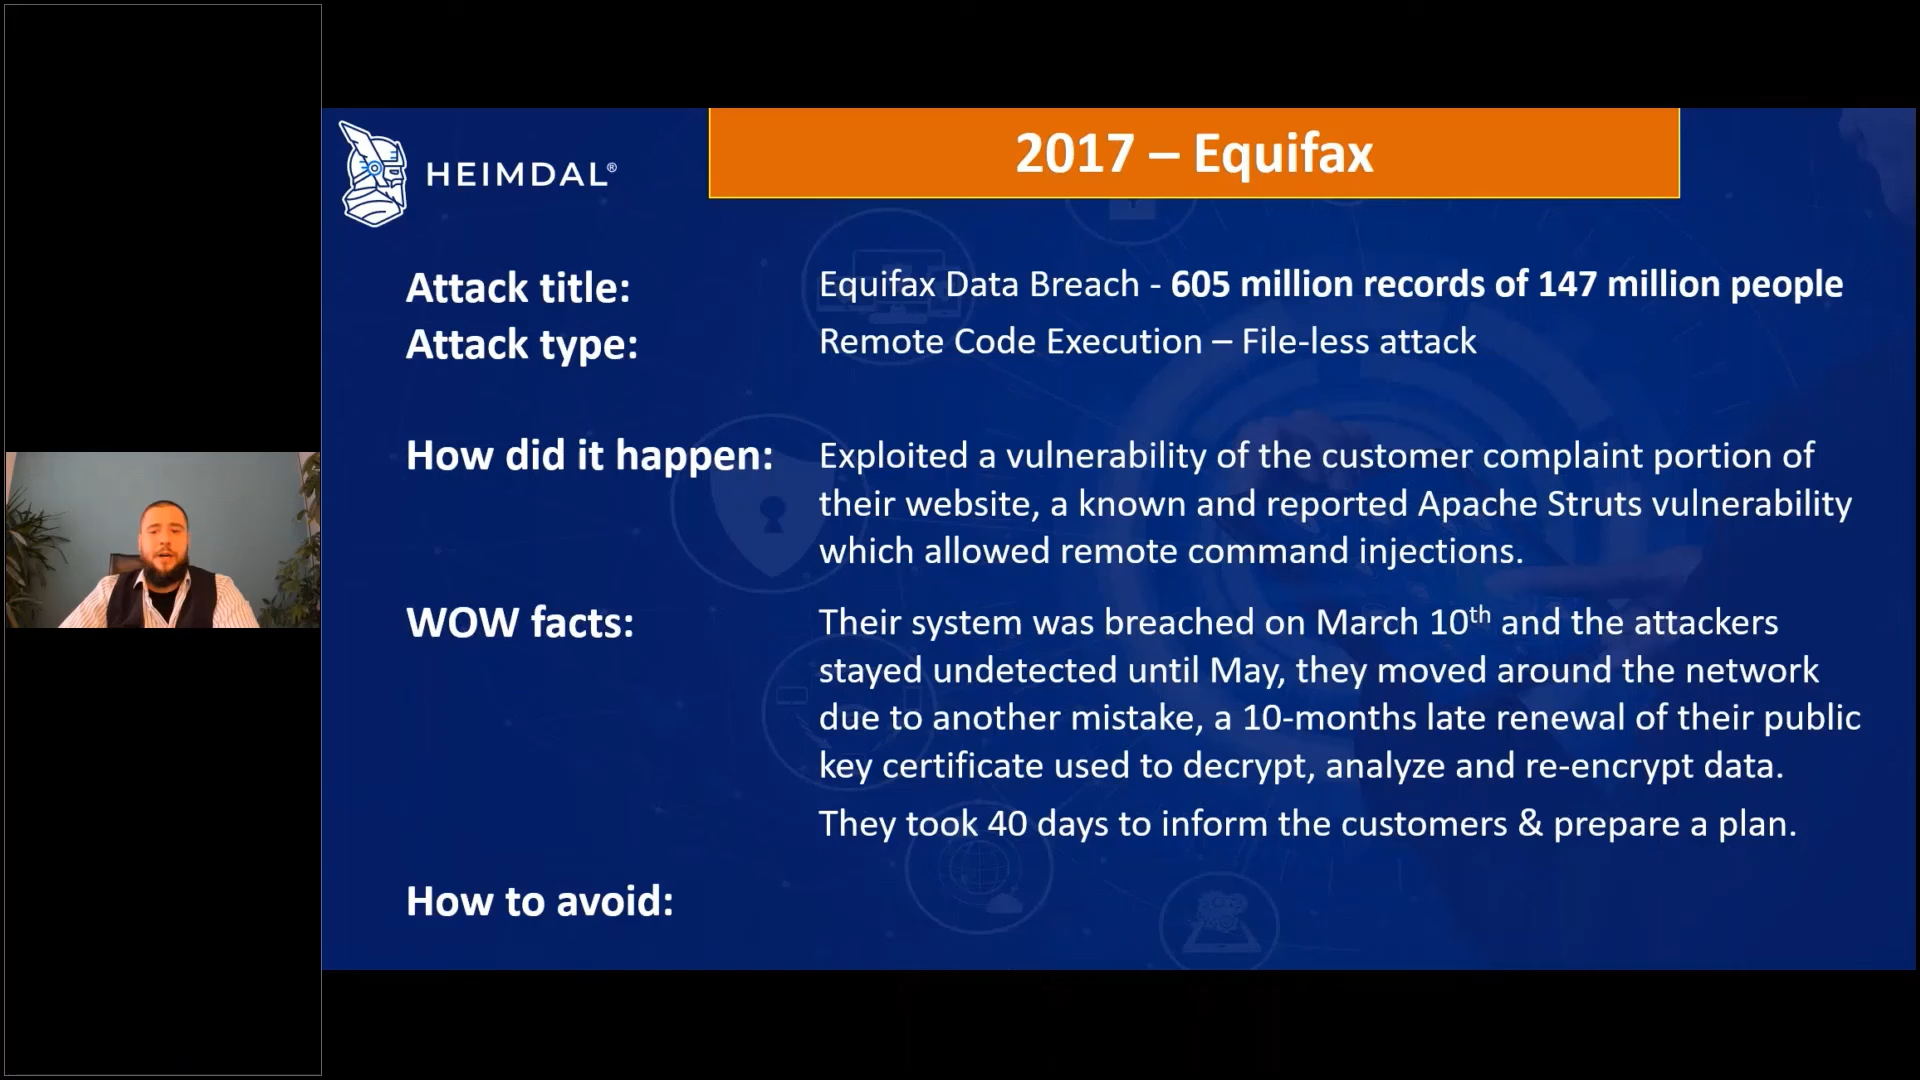 HEIMDAL®
2017 – Equifax
Attack title:
Equifax Data Breach - 605 million records of 147 million people
Attack type:
Remote Code Execution – File-less attack
How did it happen:
Exploited a vulnerability of the customer complaint portion of
their website, a known and reported Apache Struts vulnerability
which allowed remote command injections.
WOW facts:
Their system was breached on March 10th and the attackers
stayed undetected until May, they moved around the network
due to another mistake, a 10-months late renewal of their public
key certificate used to decrypt, analyze and re-encrypt data.
They took 40 days to inform the customers & prepare a plan.
How to avoid: